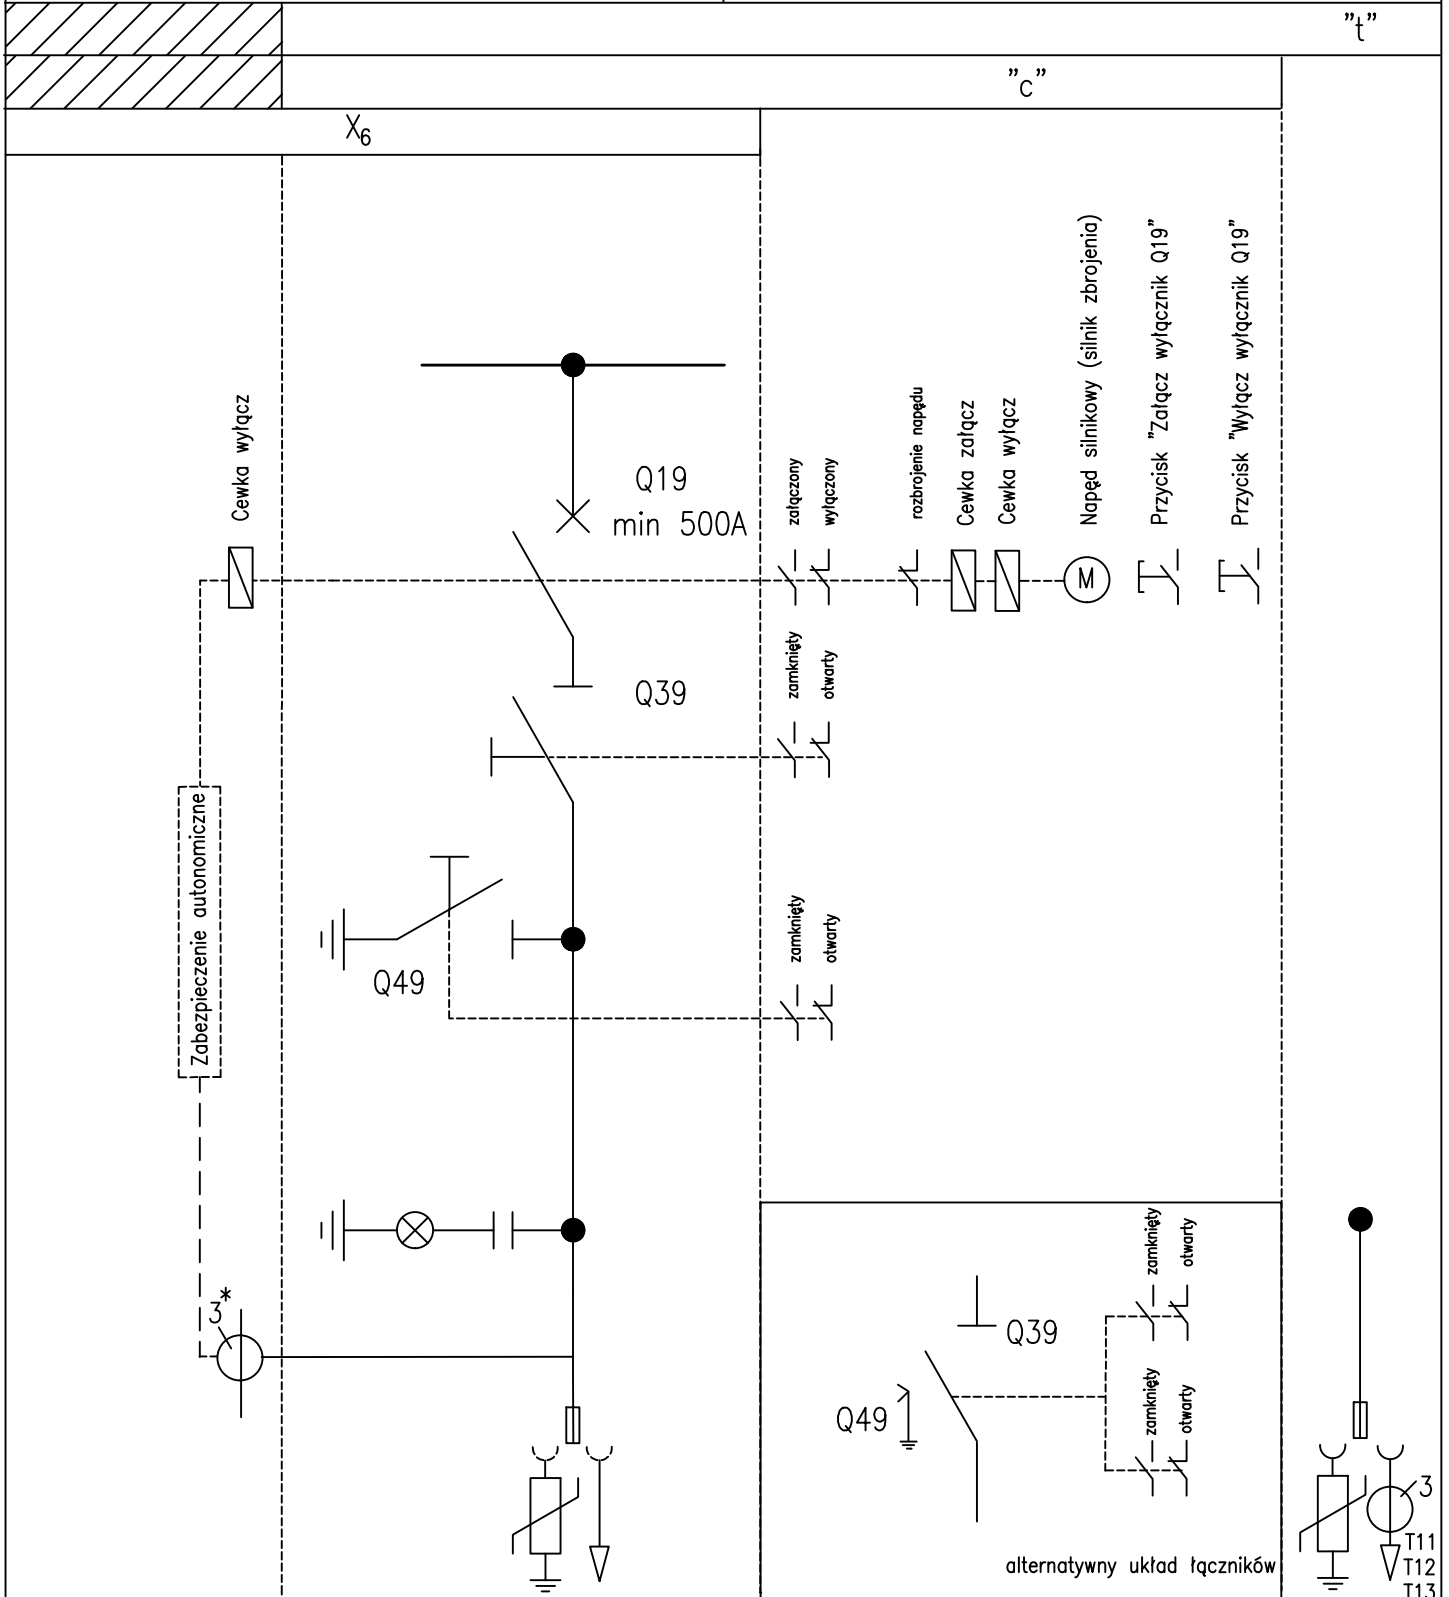 ”t”
”c”
X6
Cewka wyłącz
Q19
min 500A
załączony
wyłączony
rozbrojenie napędu
Cewka załącz
Cewka wyłącz
Napęd silnikowy (silnik zbrojenia)
Przycisk ”Załącz wyłącznik Q19”
Przycisk ”Wyłącz wyłącznik Q19”
M
Q39
zamknięty
otwarty
Zabezpieczenie autonomiczne
Q49
zamknięty
otwarty
3*
Q39
Q49
zamknięty
otwarty
zamknięty
otwarty
alternatywny układ łączników
3
T11
T12
T13